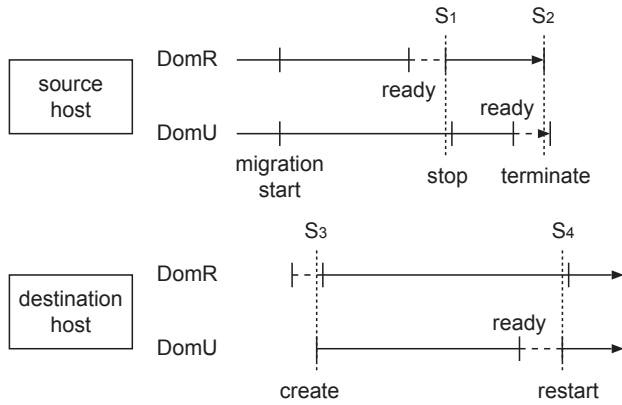 S1 S2
DomR
source
host
ready ready
DomU
migration
start
stop terminate
S3 S4
DomR
destination
host
ready
DomU
create restart